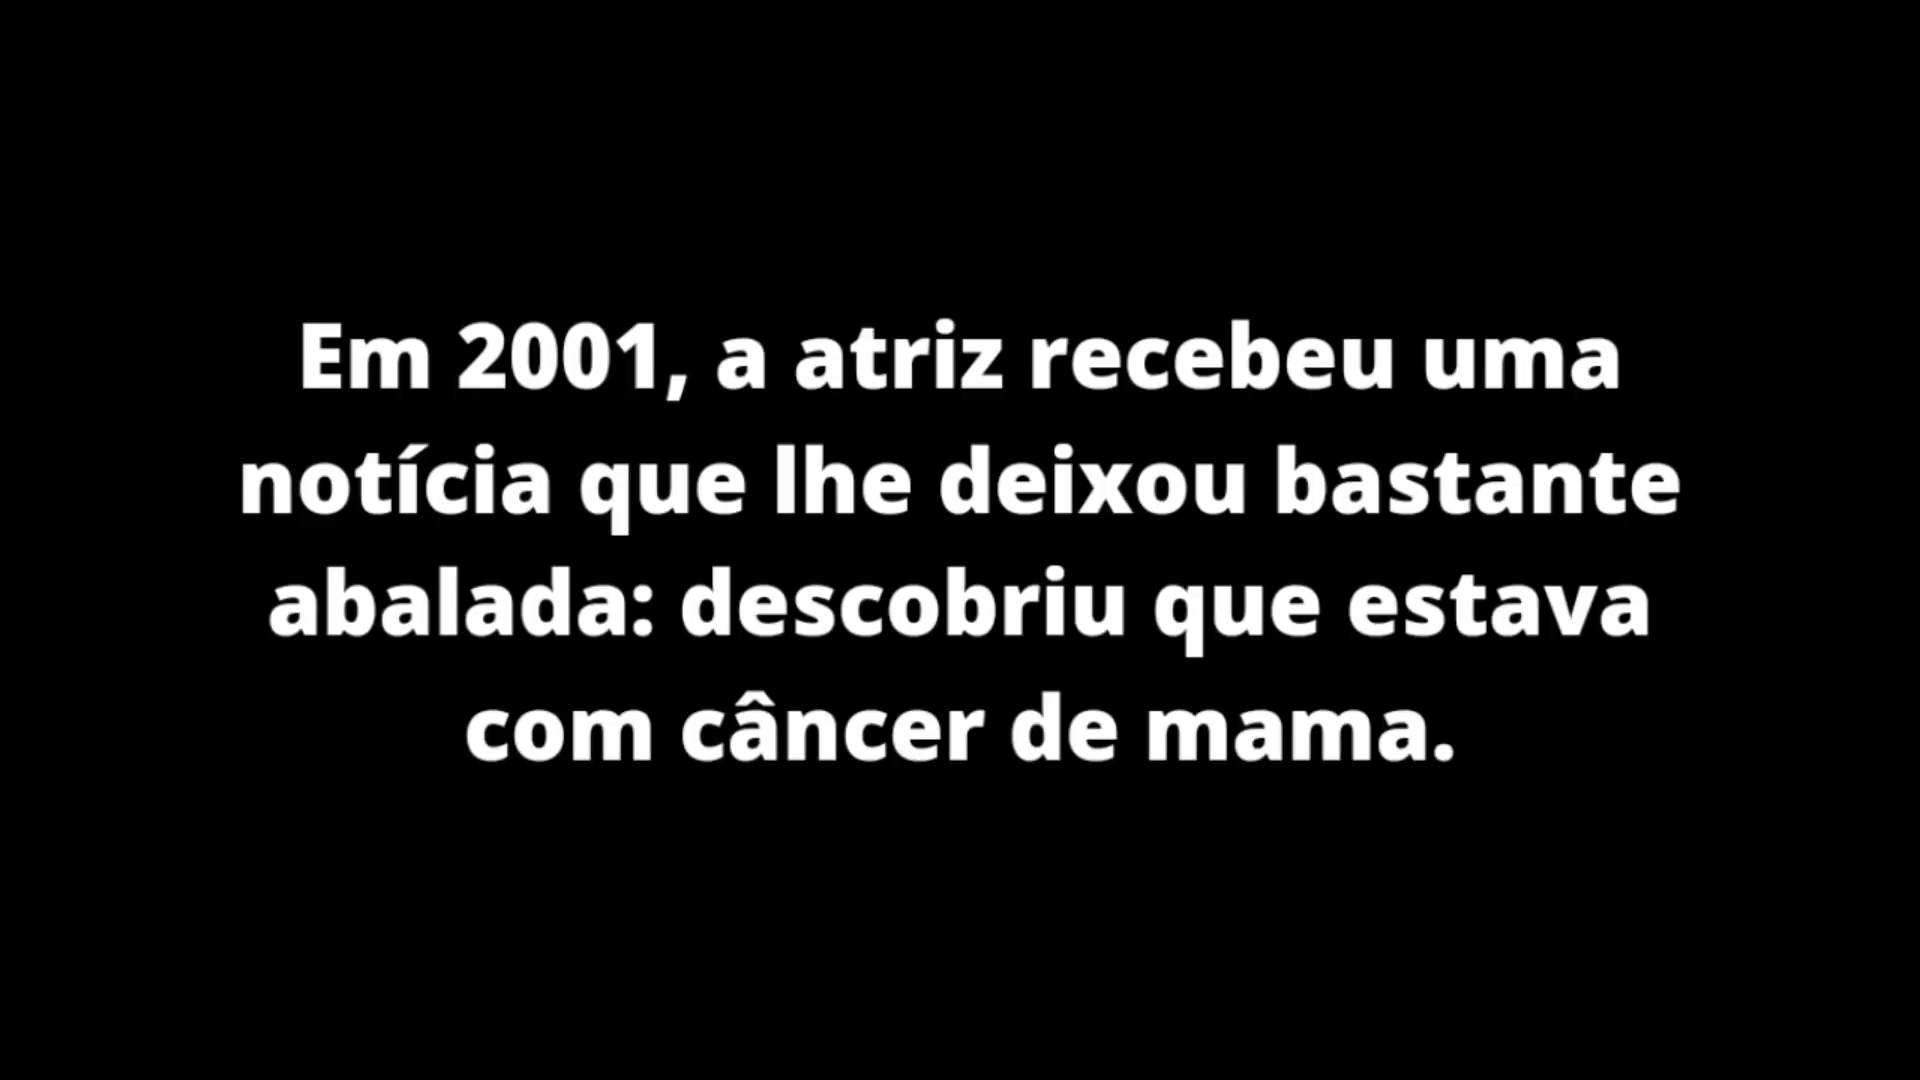 Em 2001, a atriz recebeu uma
notícia que lhe deixou bastante
abalada: descobriu que estava
com câncer de mama.